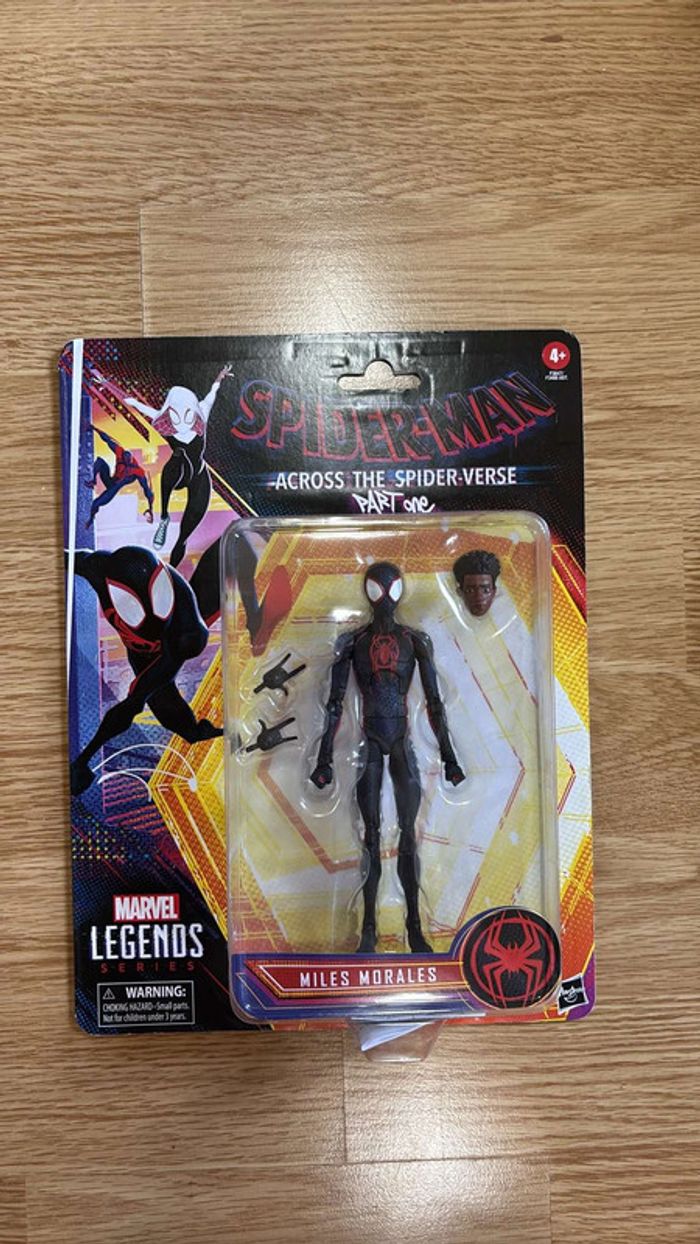 4+
SPIDER-MAN
ACROSS THE SPIDER-VERSE
PART one
MARVEL
LEGENDS
SERIES
WARNING:
CHOKING HAZARD-Small parts.
Not for children under 3 years.
MILES MORALES
Hasbro